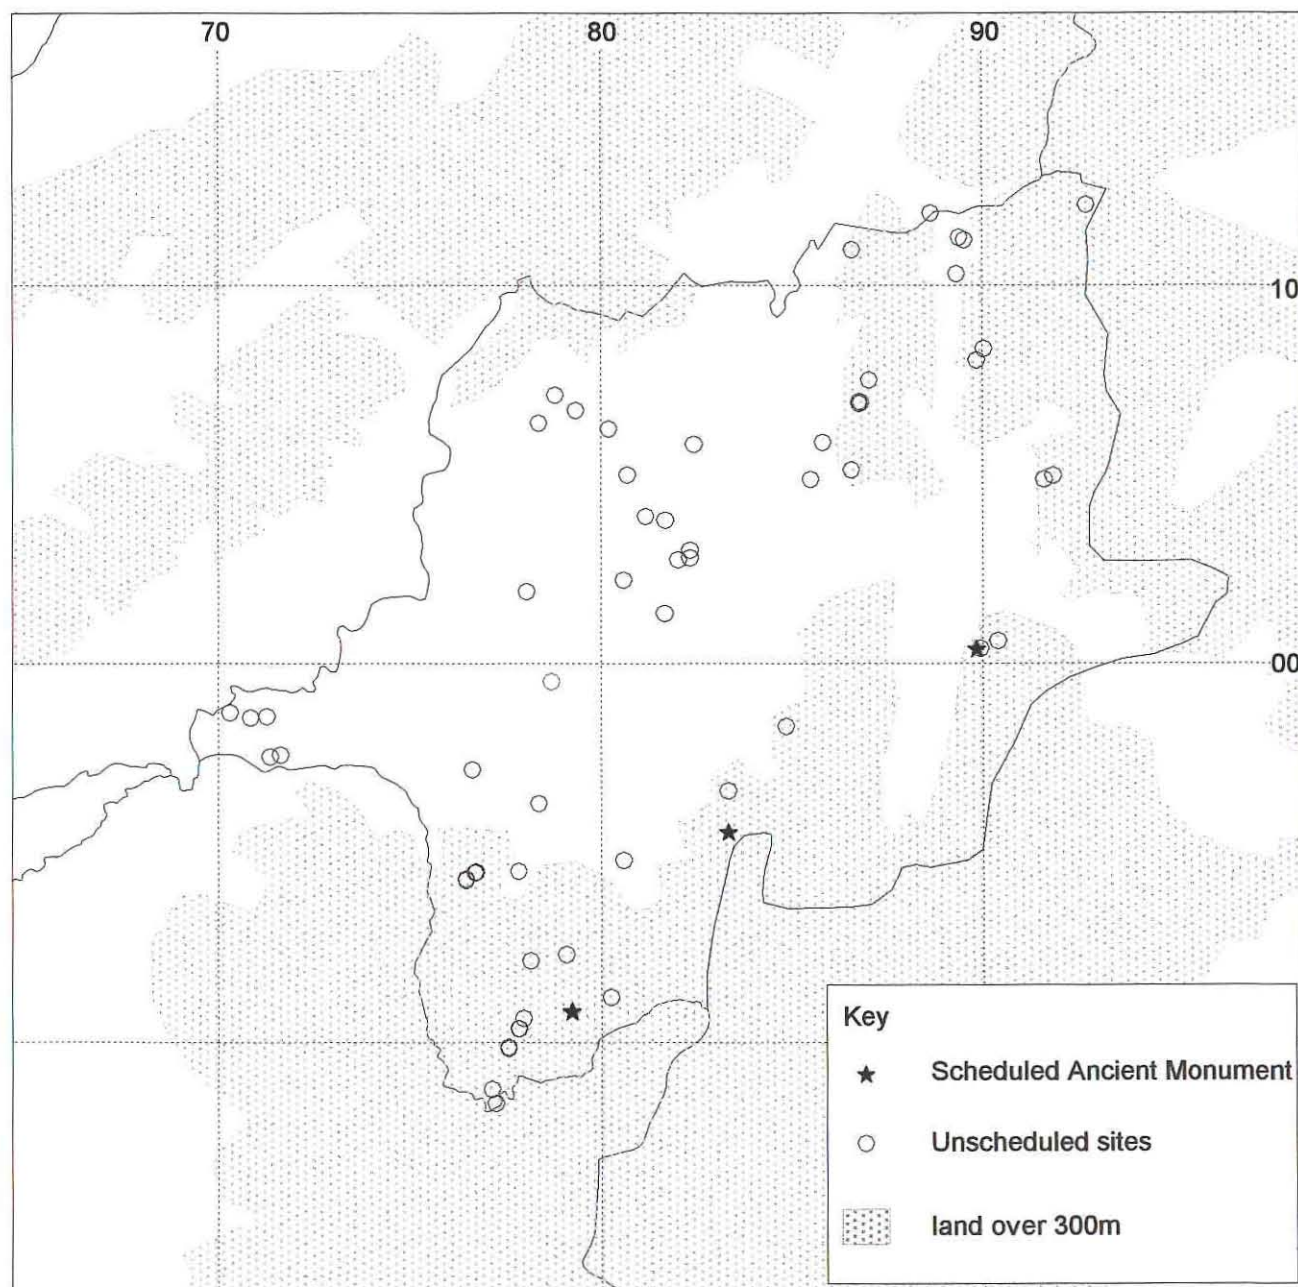 70 80 90
10
00
Key
Scheduled Ancient Monument
Unscheduled sites
land over 300m